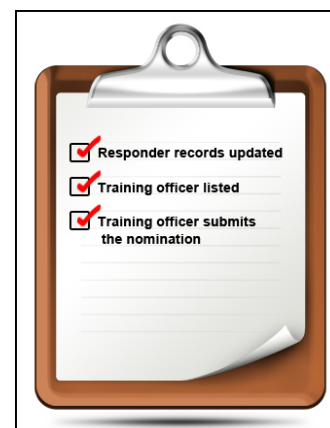 Responder records updated
Training officer listed
Training officer submits
the nomination